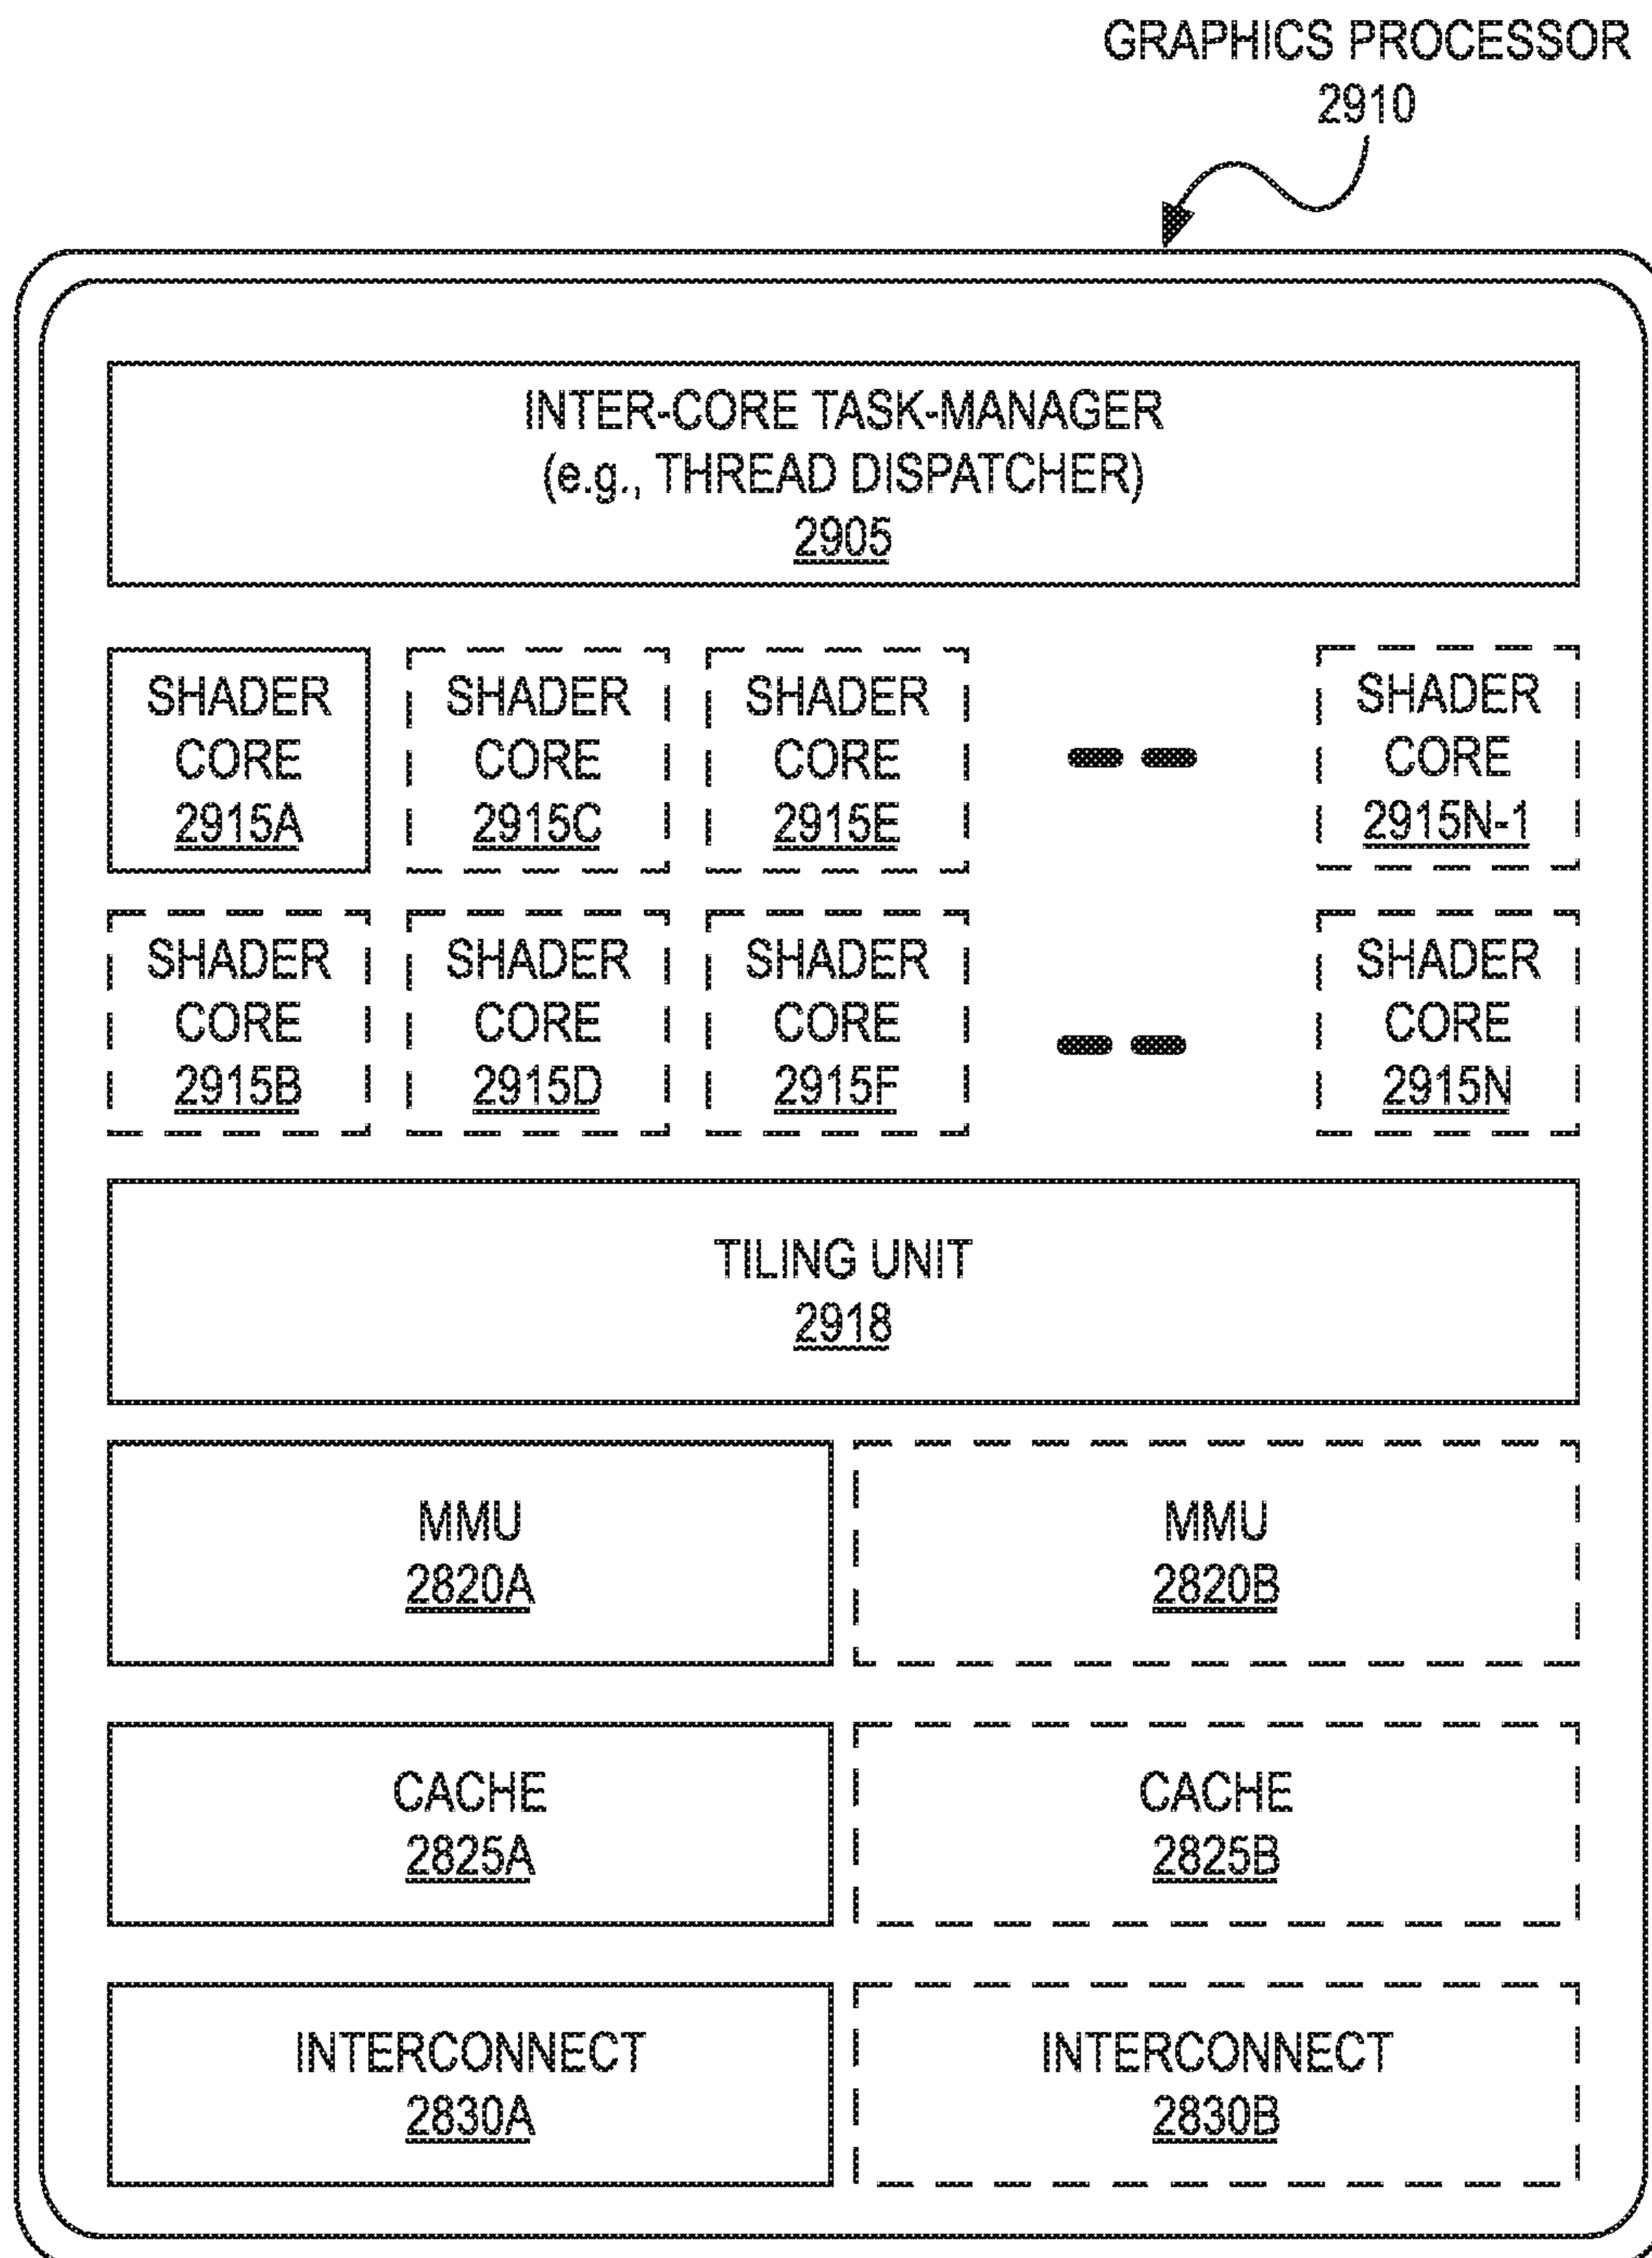 GRAPHICS PROCESSOR
2910
INTER-CORE TASK-MANAGER
(e.g., THREAD DISPATCHER)
2905
SHADER
CORE
2915A
SHADER
CORE
2915C
SHADER
CORE
2915E
SHADER
CORE
2915N-1
SHADER
CORE
2915B
SHADER
CORE
2915D
SHADER
CORE
2915F
SHADER
CORE
2915N
TILING UNIT
2918
MMU
2820A
MMU
2820B
CACHE
2825A
CACHE
2825B
INTERCONNECT
2830A
INTERCONNECT
2830B